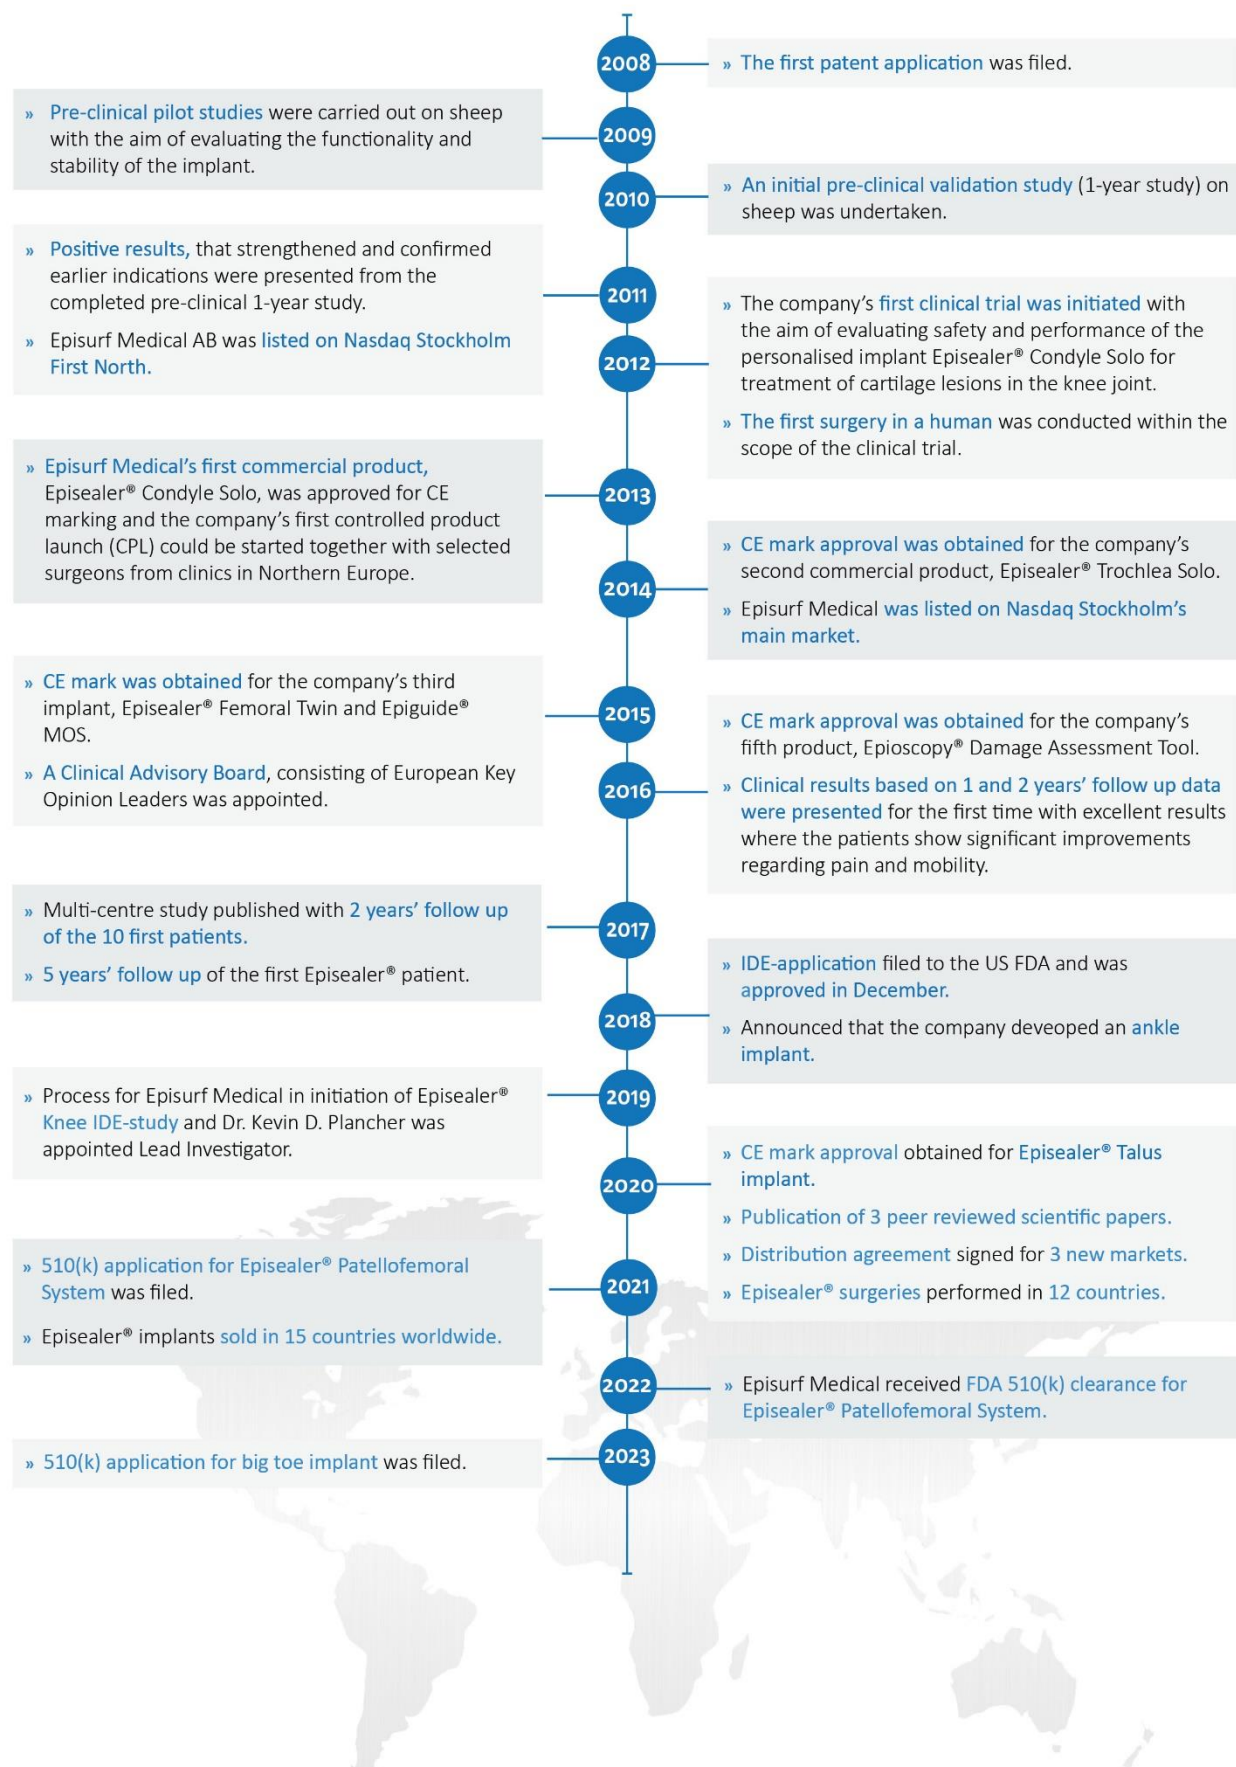 2008
» The first patent application was filed.
» Pre-clinical pilot studies were carried out on sheep
with the aim of evaluating the functionality and
stability of the implant.
2009
2010
» An initial pre-clinical validation study (1-year study) on
sheep was undertaken.
» Positive results, that strengthened and confirmed
earlier indications were presented from the
completed pre-clinical 1-year study.
» Episurf Medical AB was listed on Nasdaq Stockholm
First North.
2011
2012
» The company's first clinical trial was initiated with
the aim of evaluating safety and performance of the
personalised implant Episealer® Condyle Solo for
treatment of cartilage lesions in the knee joint.
» The first surgery in a human was conducted within the
scope of the clinical trial.
» Episurf Medical's first commercial product,
Episealer® Condyle Solo, was approved for CE
marking and the company's first controlled product
launch (CPL) could be started together with selected
surgeons from clinics in Northern Europe.
2013
2014
» CE mark approval was obtained for the company's
second commercial product, Episealer® Trochlea Solo.
» Episurf Medical was listed on Nasdaq Stockholm's
main market.
» CE mark was obtained for the company's third
implant, Episealer® Femoral Twin and Epiguide®
MOS.
» A Clinical Advisory Board, consisting of European Key
Opinion Leaders was appointed.
2015
2016
» CE mark approval was obtained for the company's
fifth product, Epioscopy® Damage Assessment Tool.
» Clinical results based on 1 and 2 years' follow up data
were presented for the first time with excellent results
where the patients show significant improvements
regarding pain and mobility.
» Multi-centre study published with 2 years' follow up
of the 10 first patients.
» 5 years' follow up of the first Episealer® patient.
2017
2018
» IDE-application filed to the US FDA and was
approved in December.
» Announced that the company deveoped an ankle
implant.
» Process for Episurf Medical in initiation of Episealer®
Knee IDE-study and Dr. Kevin D. Plancher was
appointed Lead Investigator.
2019
2020
» CE mark approval obtained for Episealer® Talus
implant.
» Publication of 3 peer reviewed scientific papers.
» Distribution agreement signed for 3 new markets.
» Episealer® surgeries performed in 12 countries.
» 510(k) application for Episealer® Patellofemoral
System was filed.
» Episealer® implants sold in 15 countries worldwide.
2021
2022
» Episurf Medical received FDA 510(k) clearance for
Episealer® Patellofemoral System.
» 510(k) application for big toe implant was filed.
2023